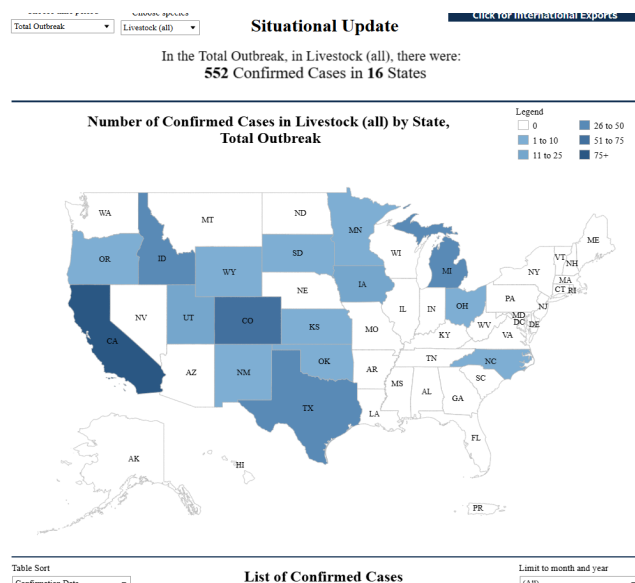 Click for International Exports
Choose species
Total Outbreak
Livestock (all)
Situational Update
In the Total Outbreak, in Livestock (all), there were:
552 Confirmed Cases in 16 States
Number of Confirmed Cases in Livestock (all) by State,
Total Outbreak
Legend
0
26 to 50
1 to 10
51 to 75
11 to 25
75+
WA
MT
ND
MN
ME
OR
ID
WY
SD
WI
MI
VT
NH
NY
MA
CT
RI
NV
UT
CO
NE
IA
IL
IN
OH
PA
NJ
MD
DC
DE
WV
VA
CA
KS
MO
KY
AZ
NM
OK
AR
TN
NC
SC
TX
LA
MS
AL
GA
FL
AK
HI
PR
Table Sort
Limit to month and year
List of Confirmed Cases
Confirmation Date
(All)